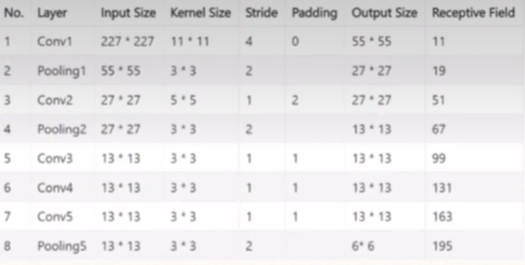 No. Layer Input Size Kernel Size Stride Padding Output Size Receptive Field
1 Conv1 227 * 227 11 * 11 4 0 55 * 55 11
2 Pooling1 55 * 55 3 * 3 2 27 * 27 19
3 Conv2 27 * 27 5 * 5 1 2 27 * 27 51
4 Pooling2 27 * 27 3 * 3 2 13 * 13 67
5 Conv3 13 * 13 3 * 3 1 1 13 * 13 99
6 Conv4 13 * 13 3 * 3 1 1 13 * 13 131
7 Conv5 13 * 13 3 * 3 1 1 13 * 13 163
8 Pooling5 13 * 13 3 * 3 2 6* 6 195